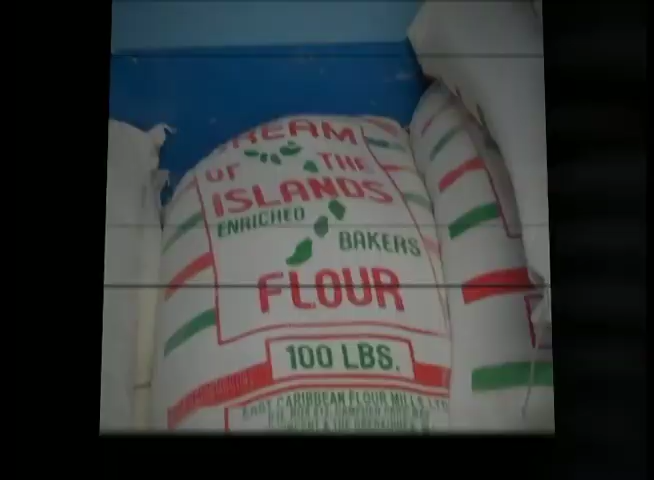 CREAM
OF THE
ISLANDS
ENRICHED
BAKERS
FLOUR
100 LBS.
EAST CARIBBEAN FLOUR MILLS LTD